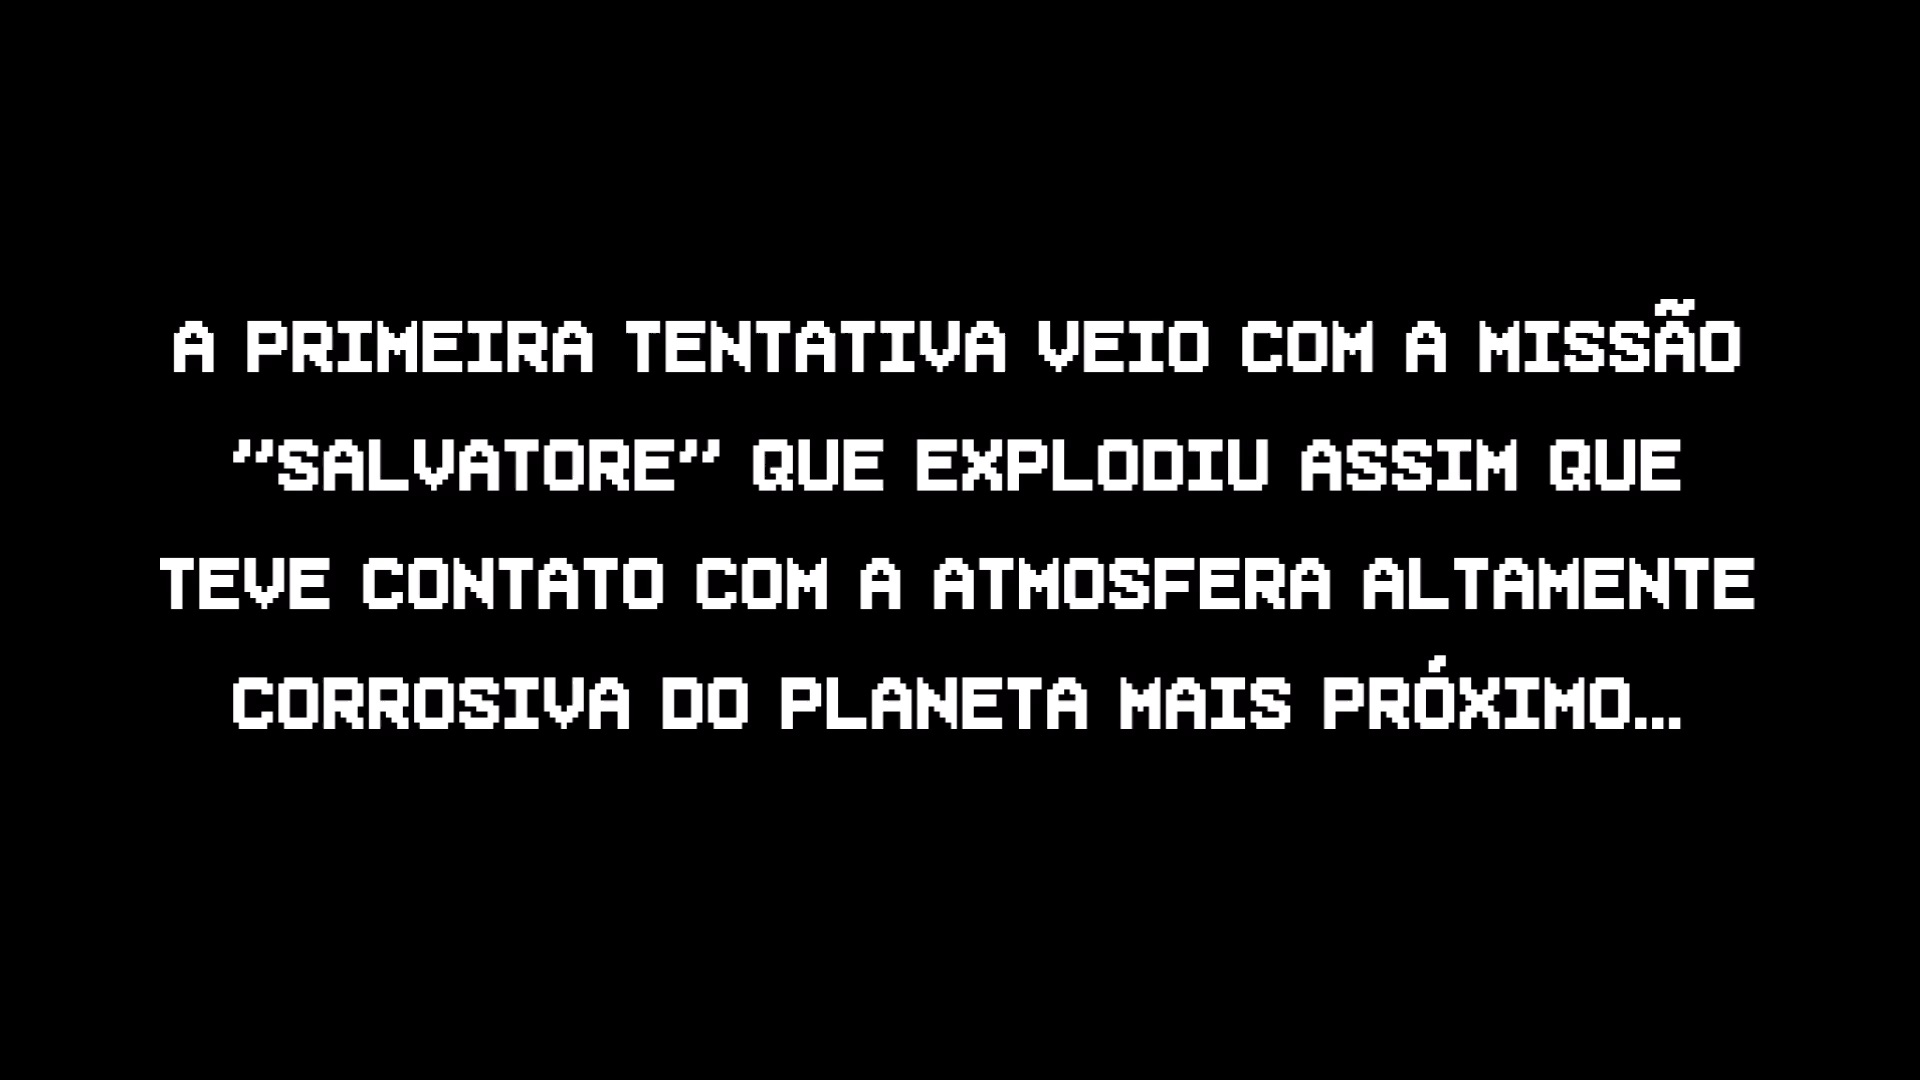 A PRIMEIRA TENTATIVA VEIO COM A MISSÃO
"SALVATORE" QUE EXPLODIU ASSIM QUE
TEVE CONTATO COM A ATMOSFERA ALTAMENTE
CORROSIVA DO PLANETA MAIS PRÓXIMO...